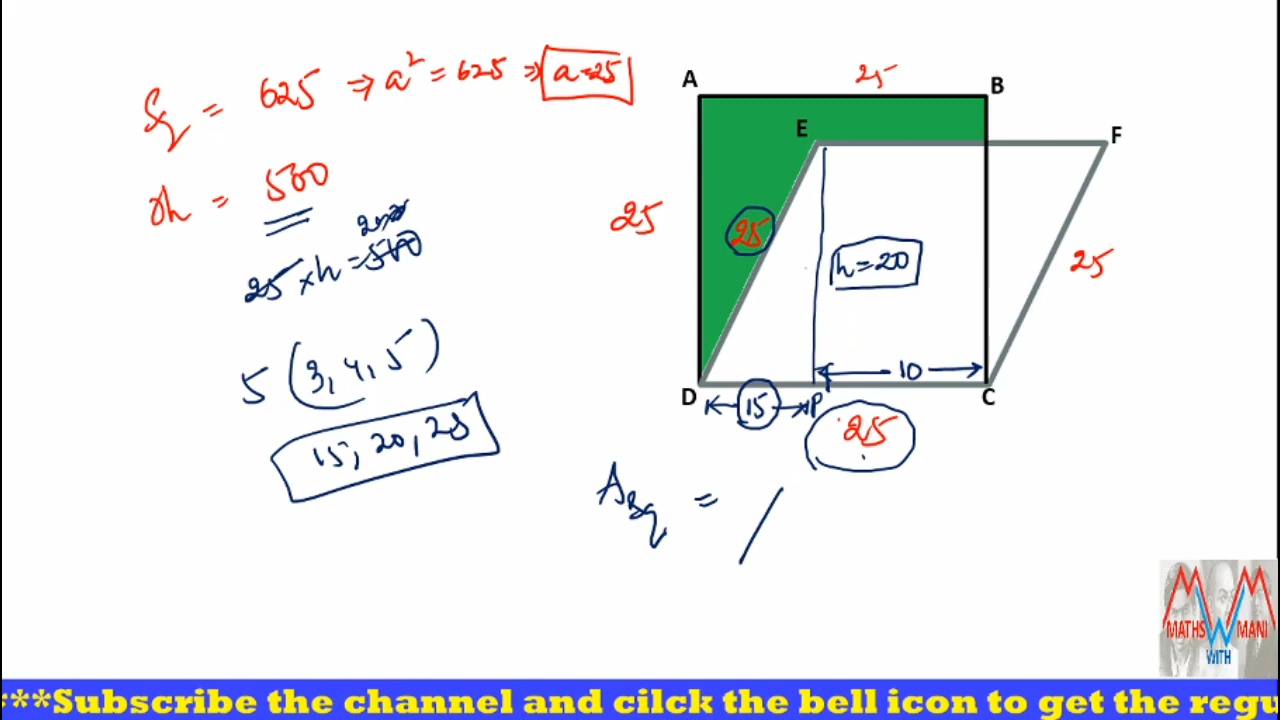 Sq = 625 ⇒ a² = 625 ⇒ a=25
rh = 500
25 × h = 500
20
5 (3, 4, 5)
15, 20, 25
A
25
B
E
F
25
25
h=20
25
10
D
15
P
C
25
A Sq =
MATHS WITH MANI
***Subscribe the channel and cilck the bell icon to get the regu